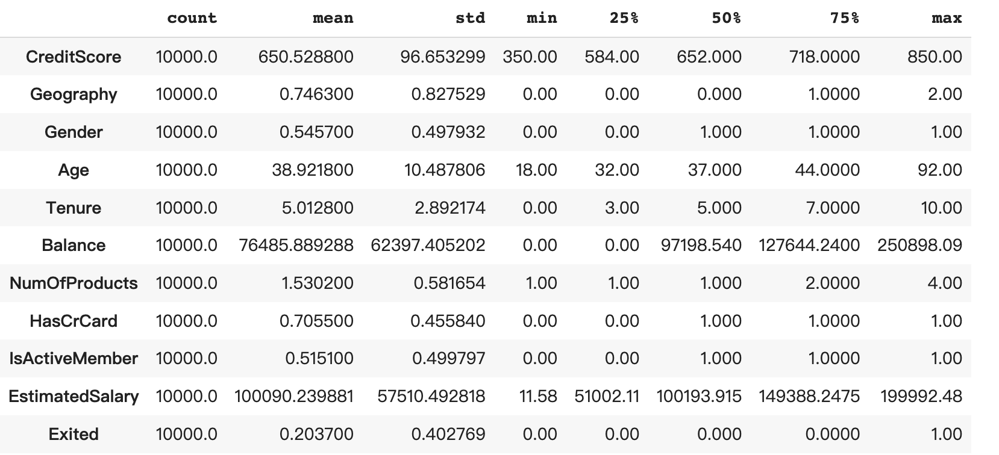 count mean std min 25% 50% 75% max
CreditScore 10000.0 650.528800 96.653299 350.00 584.00 652.000 718.0000 850.00
Geography 10000.0 0.746300 0.827529 0.00 0.00 0.000 1.0000 2.00
Gender 10000.0 0.545700 0.497932 0.00 0.00 1.000 1.0000 1.00
Age 10000.0 38.921800 10.487806 18.00 32.00 37.000 44.0000 92.00
Tenure 10000.0 5.012800 2.892174 0.00 3.00 5.000 7.0000 10.00
Balance 10000.0 76485.889288 62397.405202 0.00 0.00 97198.540 127644.2400 250898.09
NumOfProducts 10000.0 1.530200 0.581654 1.00 1.00 1.000 2.0000 4.00
HasCrCard 10000.0 0.705500 0.455840 0.00 0.00 1.000 1.0000 1.00
IsActiveMember 10000.0 0.515100 0.499797 0.00 0.00 1.000 1.0000 1.00
EstimatedSalary 10000.0 100090.239881 57510.492818 11.58 51002.11 100193.915 149388.2475 199992.48
Exited 10000.0 0.203700 0.402769 0.00 0.00 0.000 0.0000 1.00